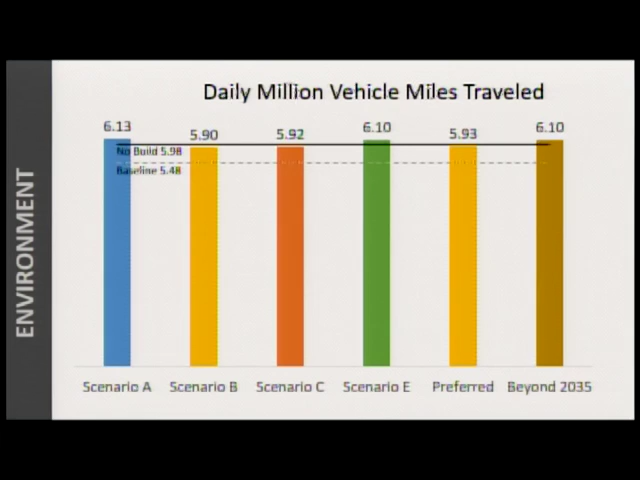 Daily Million Vehicle Miles Traveled
6.13
5.90
5.92
6.10
5.93
6.10
No Build 5.98
Baseline 5.48
Scenario A
Scenario B
Scenario C
Scenario E
Preferred
Beyond 2035
ENVIRONMENT